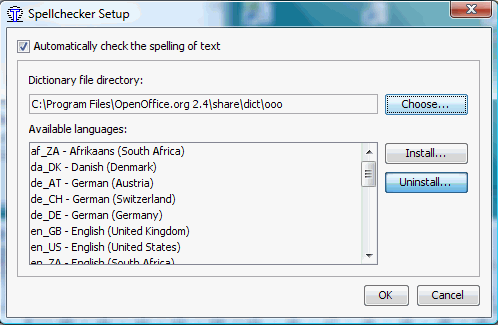 Spellchecker Setup
Automatically check the spelling of text
Dictionary file directory:
C:\Program Files\OpenOffice.org 2.4\share\dict\ooo
Choose...
Available languages:
af_ZA - Afrikaans (South Africa)
da_DK - Danish (Denmark)
de_AT - German (Austria)
de_CH - German (Switzerland)
de_DE - German (Germany)
en_GB - English (United Kingdom)
en_US - English (United States)
en_ZA - English (South Africa)
Install...
Uninstall...
OK
Cancel